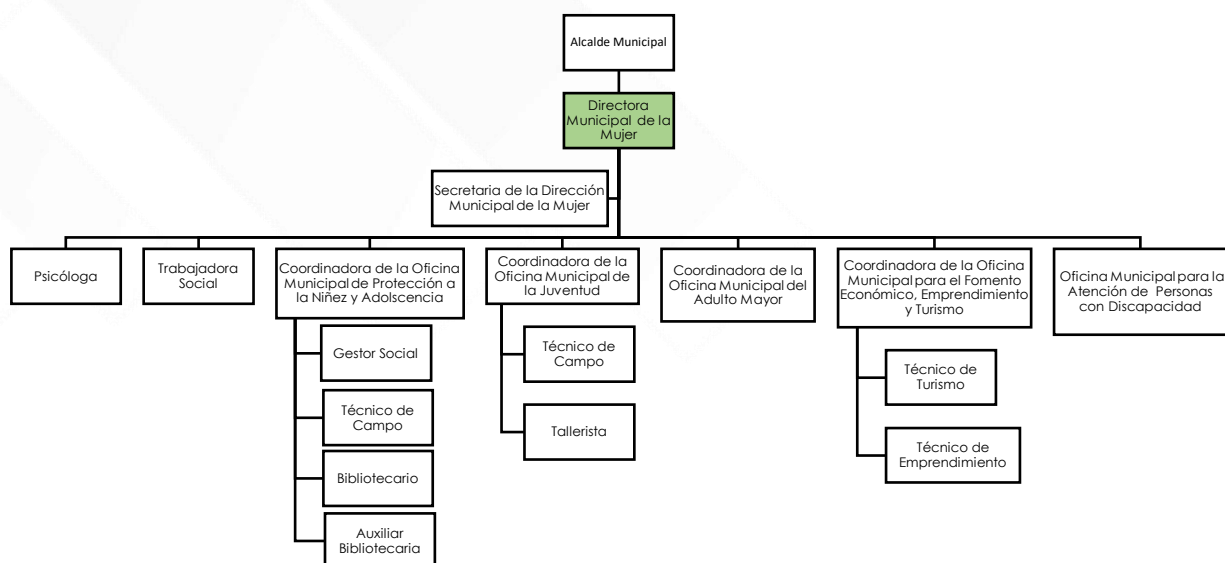 Alcalde Municipal
Directora
Municipal de la
Mujer
Secretaria de la Dirección
Municipal de la Mujer
Psicóloga
Trabajadora
Social
Coordinadora de la Oficina
Municipal de Protección a
la Niñez y Adolscencia
Gestor Social
Técnico de
Campo
Bibliotecario
Auxiliar
Bibliotecaria
Coordinadora de la
Oficina Municipal de
la Juventud
Técnico de
Campo
Tallerista
Coordinadora de la
Oficina Municipal del
Adulto Mayor
Coordinadora de la Oficina
Municipal para el Fomento
Económico, Emprendimiento
y Turismo
Técnico de
Turismo
Técnico de
Emprendimiento
Oficina Municipal para la
Atención de Personas
con Discapacidad